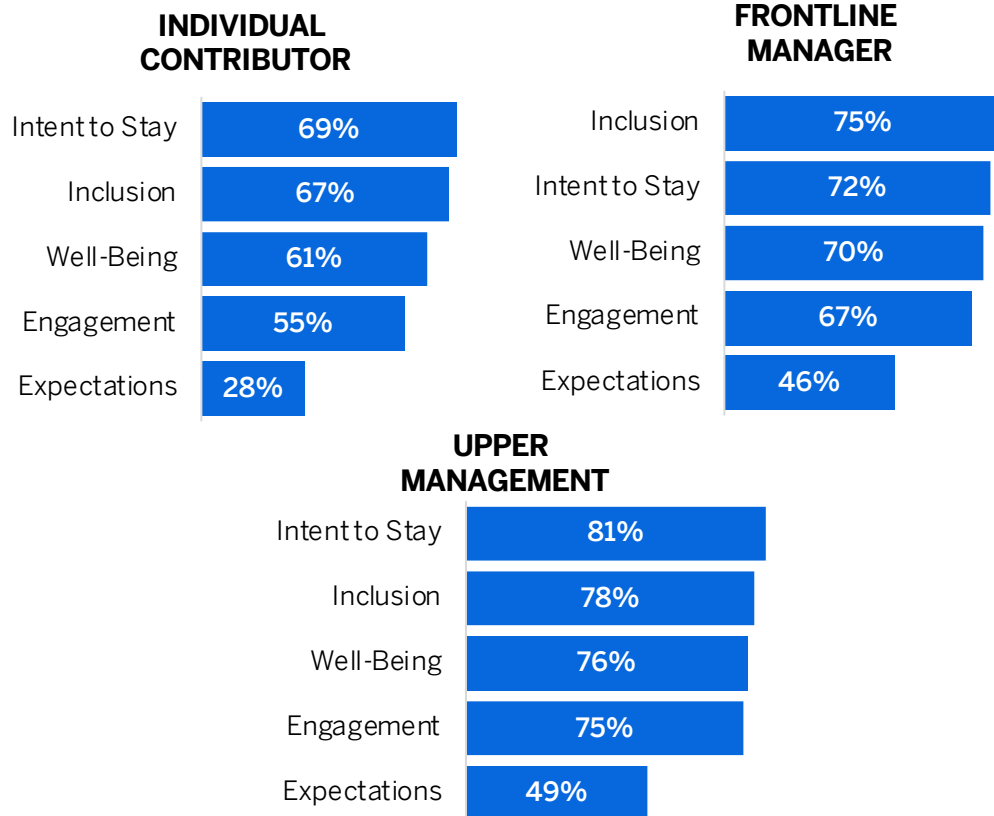 INDIVIDUAL
CONTRIBUTOR
Intent to Stay 69%
Inclusion 67%
Well-Being 61%
Engagement 55%
Expectations 28%
FRONTLINE
MANAGER
Inclusion 75%
Intent to Stay 72%
Well-Being 70%
Engagement 67%
Expectations 46%
UPPER
MANAGEMENT
Intent to Stay 81%
Inclusion 78%
Well-Being 76%
Engagement 75%
Expectations 49%